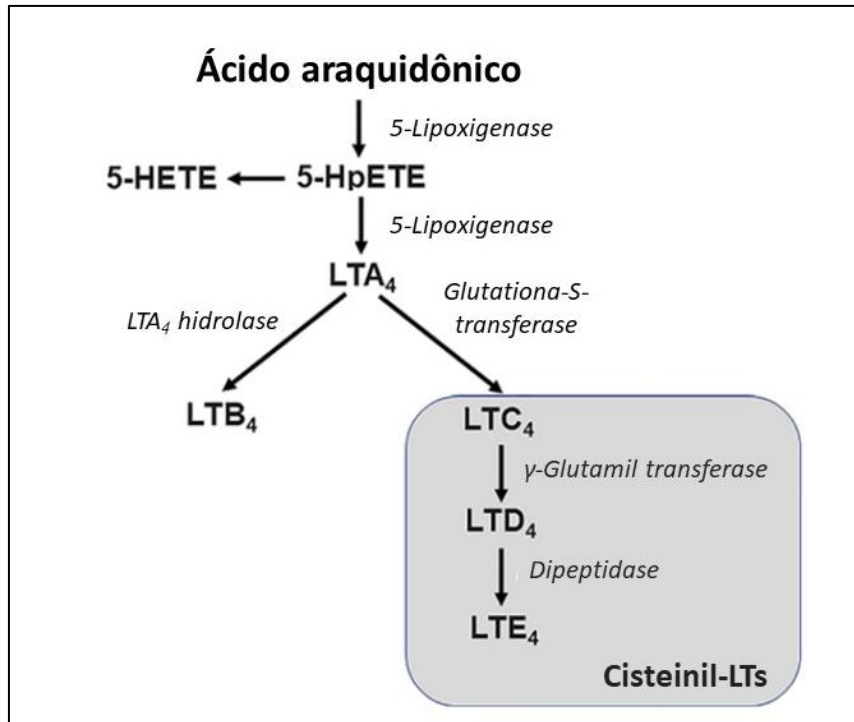 Ácido araquidônico
5-Lipoxigenase
5-HETE
5-HpETE
5-Lipoxigenase
LTA₄
LTA₄ hidrolase
Glutationa-S-
transferase
LTB₄
LTC₄
γ-Glutamil transferase
LTD₄
Dipeptidase
LTE₄
Cisteinil-LTs